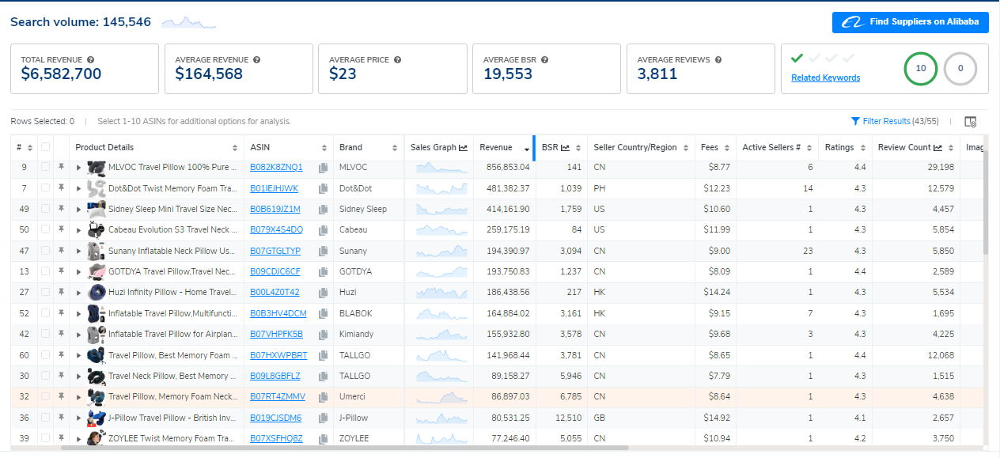 Search volume: 145,546
Find Suppliers on Alibaba
TOTAL REVENUE ?
$6,582,700
AVERAGE REVENUE ?
$164,568
AVERAGE PRICE ?
$23
AVERAGE BSR ?
19,553
AVERAGE REVIEWS ?
3,811
Related Keywords
10
0
Rows Selected: 0 | Select 1-10 ASINs for additional options for analysis.
Filter Results (43/55)
# Product Details ASIN Brand Sales Graph Revenue BSR Seller Country/Region Fees Active Sellers # Ratings Review Count Imag
9 MLVOC Travel Pillow 100% Pure ... B082K8ZNQ1 MLVOC 856,853.04 141 CN $8.77 6 4.4 29,198
7 Dot&Dot Twist Memory Foam Tra... B01IEJHJWK Dot&Dot 481,382.37 1,039 PH $12.23 14 4.3 12,579
49 Sidney Sleep Mini Travel Size Nec... B0B619JZ1M Sidney Sleep 414,161.90 1,759 US $10.60 1 4.3 4,457
50 Cabeau Evolution S3 Travel Neck ... B079X4S4DQ Cabeau 259,175.19 84 US $11.99 1 4.3 5,854
47 Sunany Inflatable Neck Pillow Us... B07GTGLTYP Sunany 194,390.97 3,094 CN $9.00 23 4.3 5,850
13 GOTDYA Travel Pillow,Travel Nec... B09CDJC6CF GOTDYA 193,750.83 1,237 CN $8.09 1 4.4 2,589
27 Huzi Infinity Pillow - Home Travel... B00L4Z0T42 Huzi 186,438.56 217 HK $14.24 1 4.3 5,534
52 Inflatable Travel Pillow,Multifuncti... B0B3HV4DCM BLABOK 164,884.02 3,161 HK $9.15 7 4.3 1,695
42 Inflatable Travel Pillow for Airplan... B07VHPFK5B Kimiandy 155,932.80 3,578 CN $9.68 3 4.3 4,225
60 Travel Pillow, Best Memory Foam ... B07HXWPBRT TALLGO 141,968.44 3,781 CN $8.65 1 4.4 12,068
30 Travel Neck Pillow, Best Memory ... B09L8GBFLZ TALLGO 89,158.27 5,946 CN $7.79 1 4.3 1,515
32 Travel Pillow, Memory Foam Neck... B07RT4ZMMV Umerci 86,897.03 6,785 CN $8.64 1 4.3 4,638
36 J-Pillow Travel Pillow - British Inv... B019CJSDM6 J-Pillow 80,531.25 12,510 GB $14.92 1 4.1 2,657
39 ZOYLEE Twist Memory Foam Tra... B07XSFHQ8Z ZOYLEE 77,246.40 5,055 CN $10.94 1 4.2 3,750